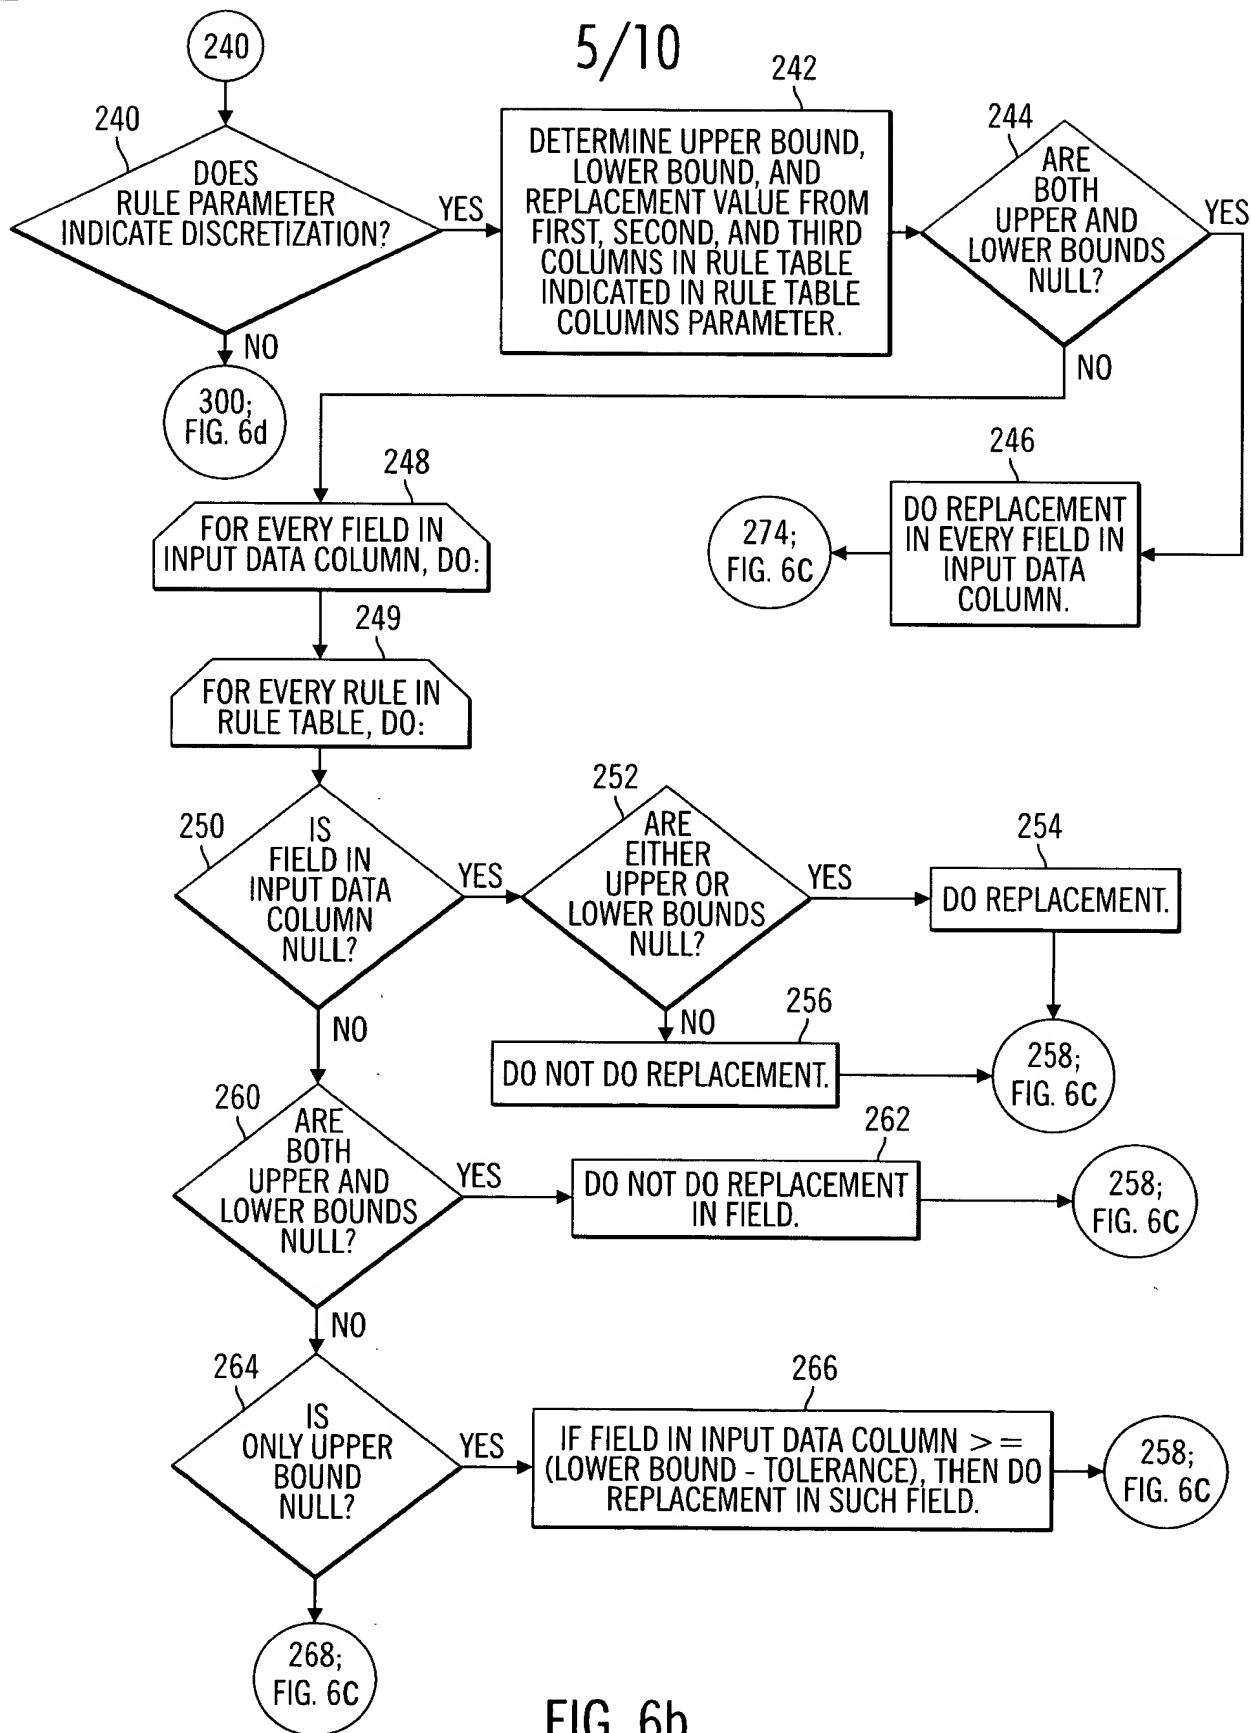 5/10
240
240
DOES
RULE PARAMETER
INDICATE DISCRETIZATION?
YES
NO
300;
FIG. 6d
242
DETERMINE UPPER BOUND,
LOWER BOUND, AND
REPLACEMENT VALUE FROM
FIRST, SECOND, AND THIRD
COLUMNS IN RULE TABLE
INDICATED IN RULE TABLE
COLUMNS PARAMETER.
244
ARE
BOTH
UPPER AND
LOWER BOUNDS
NULL?
YES
NO
246
DO REPLACEMENT
IN EVERY FIELD IN
INPUT DATA
COLUMN.
274;
FIG. 6C
248
FOR EVERY FIELD IN
INPUT DATA COLUMN, DO:
249
FOR EVERY RULE IN
RULE TABLE, DO:
250
IS
FIELD IN
INPUT DATA
COLUMN
NULL?
YES
NO
252
ARE
EITHER
UPPER OR
LOWER BOUNDS
NULL?
YES
NO
254
DO REPLACEMENT.
256
DO NOT DO REPLACEMENT.
258;
FIG. 6C
260
ARE
BOTH
UPPER AND
LOWER BOUNDS
NULL?
YES
NO
262
DO NOT DO REPLACEMENT
IN FIELD.
258;
FIG. 6C
264
IS
ONLY UPPER
BOUND
NULL?
YES
266
IF FIELD IN INPUT DATA COLUMN >=
(LOWER BOUND - TOLERANCE), THEN DO
REPLACEMENT IN SUCH FIELD.
258;
FIG. 6C
268;
FIG. 6C
FIG. 6b